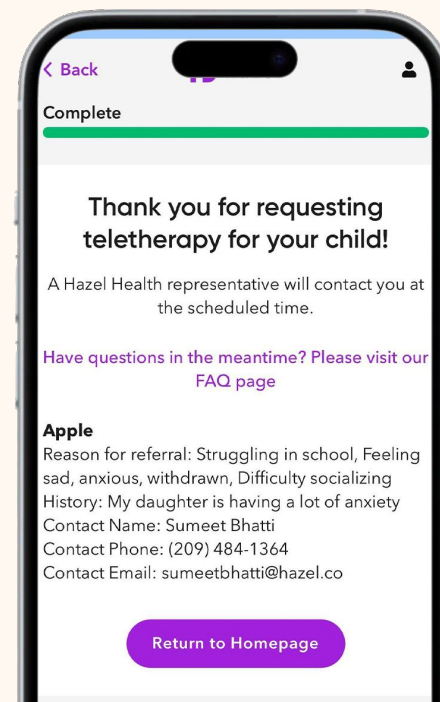 Back
Complete
Thank you for requesting
teletherapy for your child!
A Hazel Health representative will contact you at
the scheduled time.
Have questions in the meantime? Please visit our
FAQ page
Apple
Reason for referral: Struggling in school, Feeling
sad, anxious, withdrawn, Difficulty socializing
History: My daughter is having a lot of anxiety
Contact Name: Sumeet Bhatti
Contact Phone: (209) 484-1364
Contact Email: sumeetbhatti@hazel.co
Return to Homepage